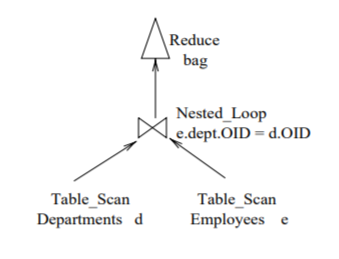 Reduce
bag
Nested_Loop
e.dept.OID = d.OID
Table_Scan
Departments d
Table_Scan
Employees e